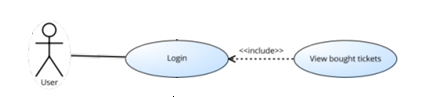 User
Login
<<include>>
View bought tickets